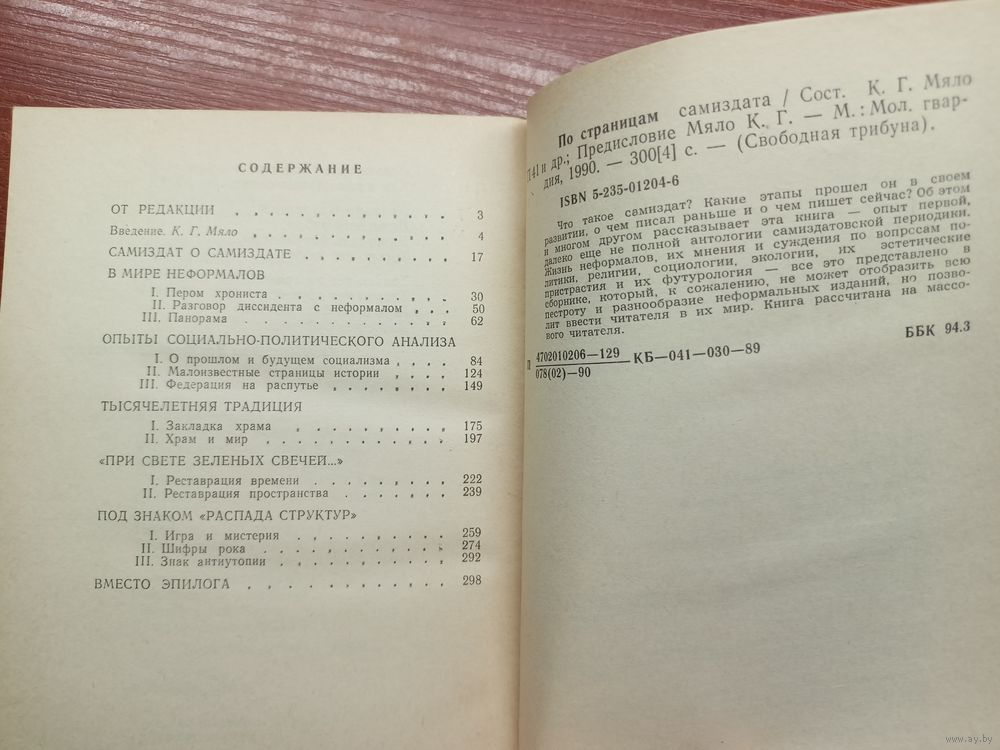 СОДЕРЖАНИЕ
ОТ РЕДАКЦИИ . . . . . . . . . . . 3
Введение. К. Г. Мяло . . . . . . . . . 4
САМИЗДАТ О САМИЗДАТЕ . . . . . . 17
В МИРЕ НЕФОРМАЛОВ
I. Пером хрониста . . . . . . . . . 30
II. Разговор диссидента с неформалом . . . 50
III. Панорама . . . . . . . . . . . 62
ОПЫТЫ СОЦИАЛЬНО-ПОЛИТИЧЕСКОГО АНАЛИЗА
I. О прошлом и будущем социализма . . . . 84
II. Малоизвестные страницы истории . . . . 124
III. Федерация на распутье . . . . . . 149
ТЫСЯЧЕЛЕТНЯЯ ТРАДИЦИЯ
I. Закладка храма . . . . . . . . 175
II. Храм и мир . . . . . . . . . . 197
«ПРИ СВЕТЕ ЗЕЛЕНЫХ СВЕЧЕЙ...»
I. Реставрация времени . . . . . . . 222
II. Реставрация пространства . . . . . . 239
ПОД ЗНАКОМ «РАСПАДА СТРУКТУР»
I. Игра и мистерия . . . . . . . . 259
II. Шифры рока . . . . . . . . . . 274
III. Знак антиутопии . . . . . . . . . 292
ВМЕСТО ЭПИЛОГА . . . . . . . . . . 298
По страницам самиздата / Сост. К. Г. Мяло
П41 и др.; Предисловие Мяло К. Г. — М.: Мол. гвар-
дия, 1990. — 300[4] с. — (Свободная трибуна).
ISBN 5-235-01204-6
Что такое самиздат? Какие этапы прошел он в своем
развитии, о чем писал раньше и о чем пишет сейчас? Об этом
и многом другом рассказывает эта книга — опыт первой,
далеко еще не полной антологии самиздатовской периодики.
Жизнь неформалов, их мнения и суждения по вопросам по-
литики, религии, социологии, экологии, их эстетические
пристрастия и их футурология — все это представлено в
сборнике, который, к сожалению, не может отобразить всю
пестроту и разнообразие неформальных изданий, но позво-
лит ввести читателя в их мир. Книга рассчитана на массо-
вого читателя.
П 4702010206—129
078(02)—90 КБ—041—030—89
ББК 94.3
www.ay.by